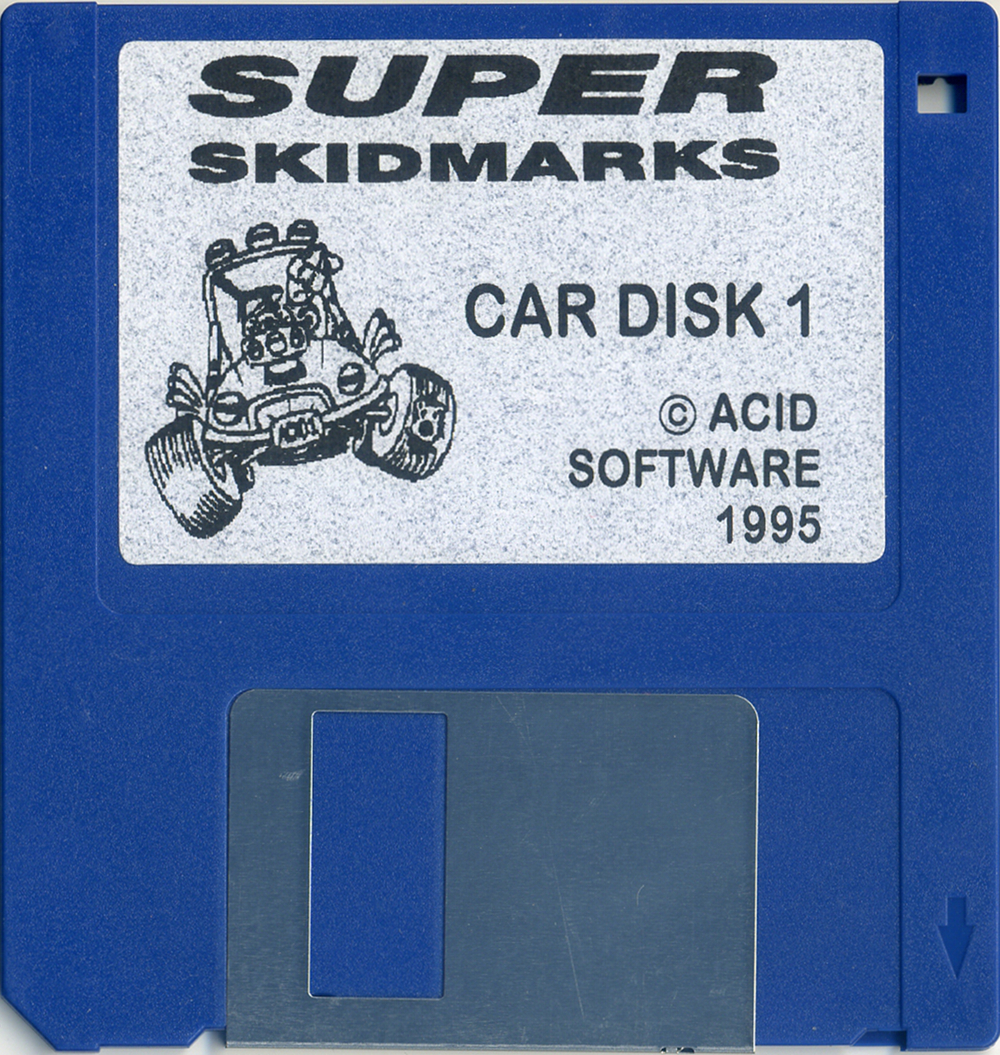 SUPER
SKIDMARKS
CAR DISK 1
© ACID
SOFTWARE
1995